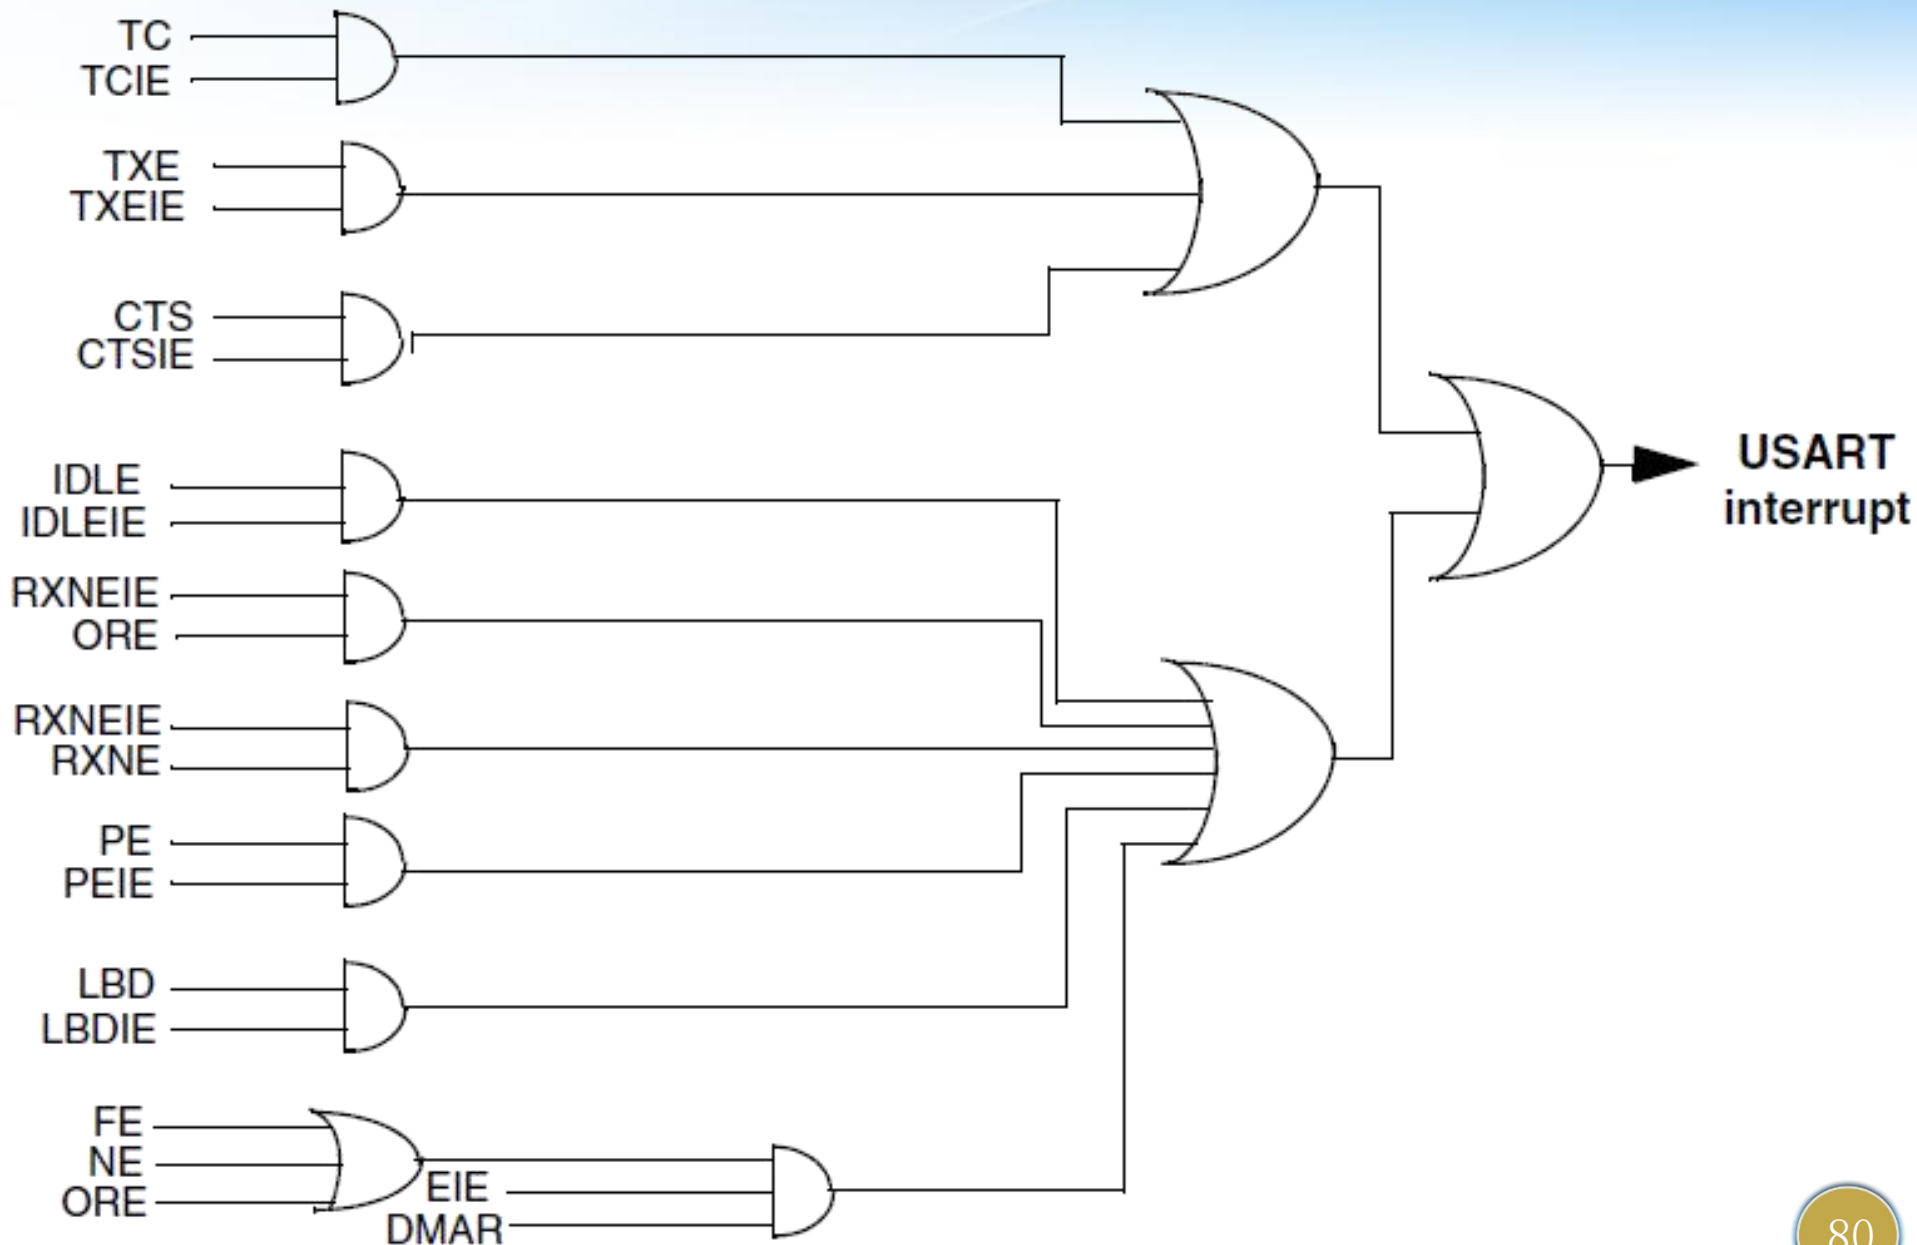 TC
TCIE
TXE
TXEIE
CTS
CTSIE
IDLE
IDLEIE
USART
interrupt
RXNEIE
ORE
RXNEIE
RXNE
PE
PEIE
LBD
LBDIE
FE
NE
ORE
EIE
DMAR
80